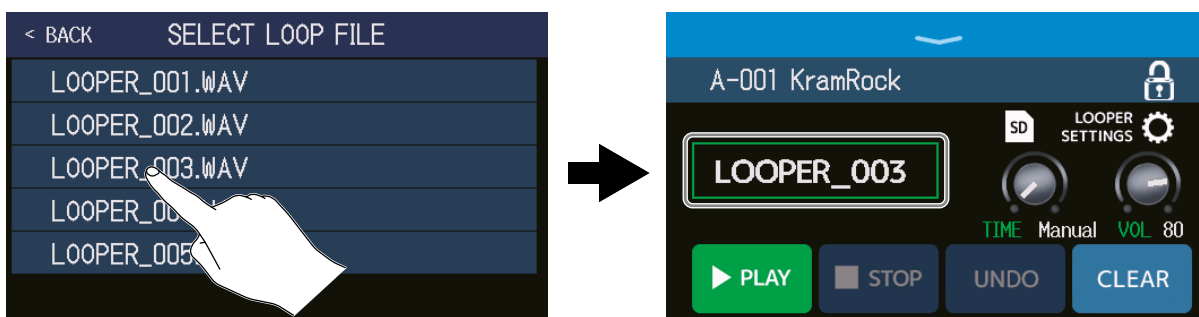 < BACK SELECT LOOP FILE
LOOPER_001.WAV
LOOPER_002.WAV
LOOPER_003.WAV
LOOPER_00
LOOPER_005
A-001 KramRock
SD LOOPER
SETTINGS
LOOPER_003
TIME Manual VOL 80
PLAY STOP UNDO CLEAR